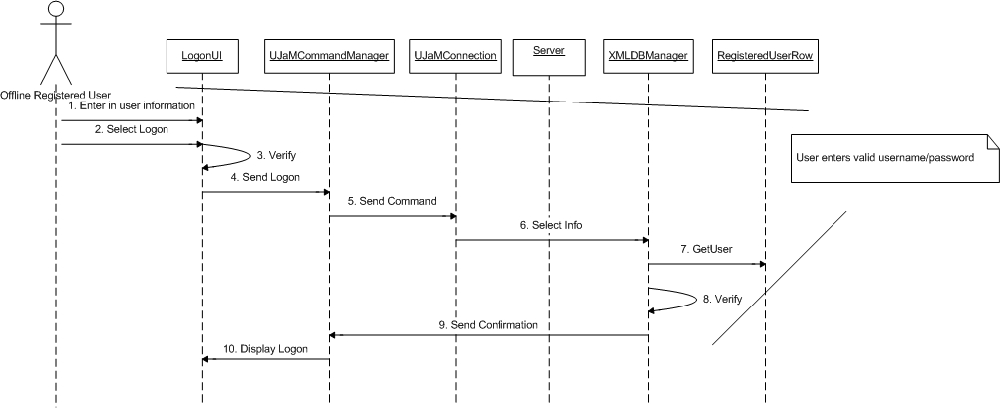 LogonUI
UJaMCommandManager
UJaMConnection
Server
XMLDBManager
RegisteredUserRow
Offline Registered User
1. Enter in user information
2. Select Logon
3. Verify
User enters valid username/password
4. Send Logon
5. Send Command
6. Select Info
7. GetUser
8. Verify
9. Send Confirmation
10. Display Logon